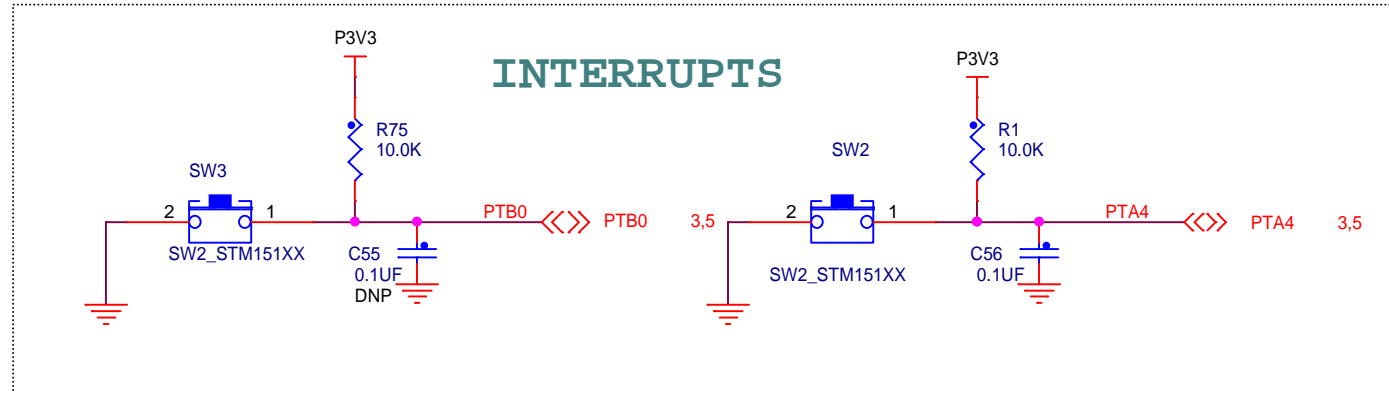 INTERRUPTS
P3V3
R75
10.0K
SW3
2
1
SW2_STM151XX
PTB0
PTB0
3,5
C55
0.1UF
DNP
P3V3
R1
10.0K
SW2
2
1
SW2_STM151XX
PTA4
PTA4
3,5
C56
0.1UF